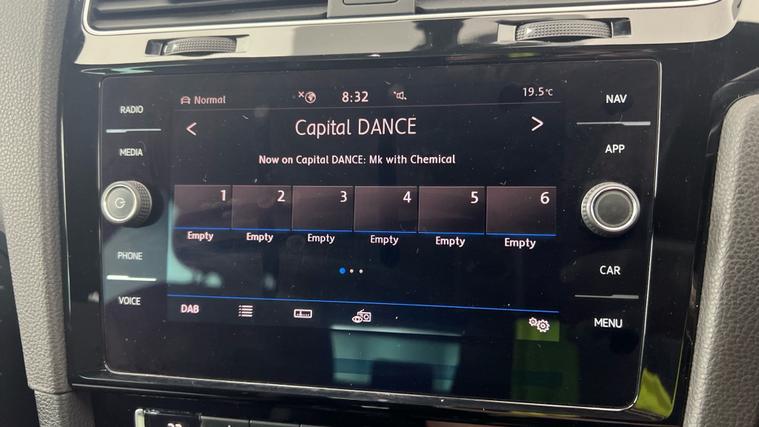 RADIO
MEDIA
PHONE
VOICE
Normal
8:32
19.5°C
< Capital DANCE >
Now on Capital DANCE: Mk with Chemical
1 2 3 4 5 6
Empty Empty Empty Empty Empty Empty
DAB
NAV
APP
CAR
MENU